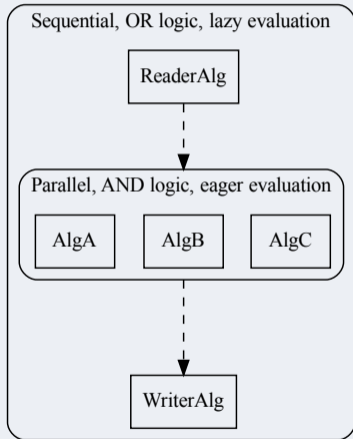 Sequential, OR logic, lazy evaluation
ReaderAlg
Parallel, AND logic, eager evaluation
AlgA AlgB AlgC
WriterAlg